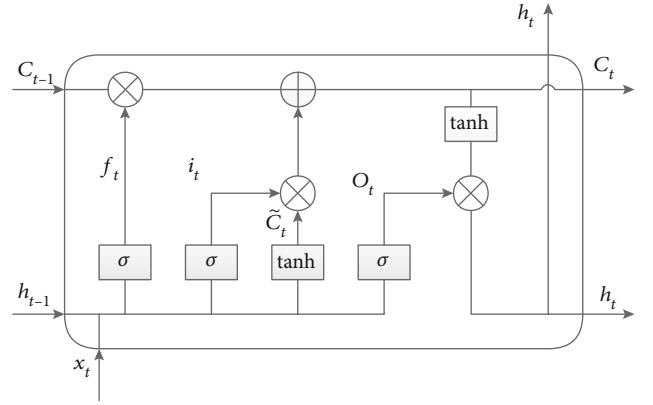 h_t
C_{t–1}
C_t
tanh
f_t
i_t
O_t
C̃_t
σ
σ
tanh
σ
h_{t–1}
h_t
x_t